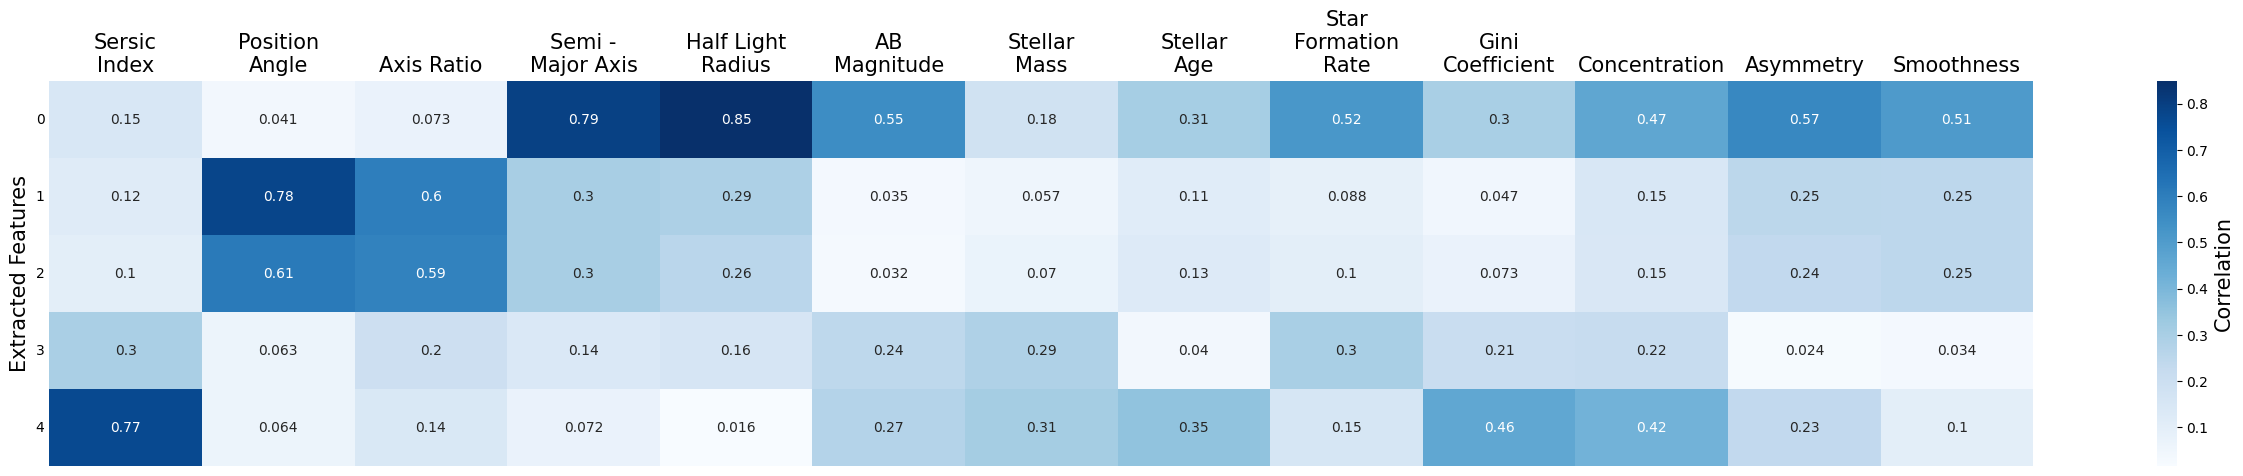 Sersic
Index
Position
Angle
Axis Ratio
Semi -
Major Axis
Half Light
Radius
AB
Magnitude
Stellar
Mass
Stellar
Age
Star
Formation
Rate
Gini
Coefficient
Concentration
Asymmetry
Smoothness
Extracted Features
0 0.15 0.041 0.073 0.79 0.85 0.55 0.18 0.31 0.52 0.3 0.47 0.57 0.51
1 0.12 0.78 0.6 0.3 0.29 0.035 0.057 0.11 0.088 0.047 0.15 0.25 0.25
2 0.1 0.61 0.59 0.3 0.26 0.032 0.07 0.13 0.1 0.073 0.15 0.24 0.25
3 0.3 0.063 0.2 0.14 0.16 0.24 0.29 0.04 0.3 0.21 0.22 0.024 0.034
4 0.77 0.064 0.14 0.072 0.016 0.27 0.31 0.35 0.15 0.46 0.42 0.23 0.1
0.8
0.7
0.6
0.5
0.4
0.3
0.2
0.1
Correlation